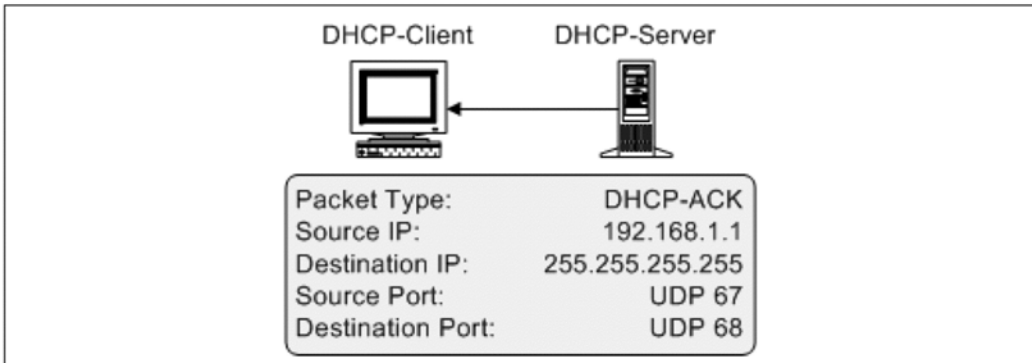 DHCP-Client DHCP-Server
Packet Type: DHCP-ACK
Source IP: 192.168.1.1
Destination IP: 255.255.255.255
Source Port: UDP 67
Destination Port: UDP 68